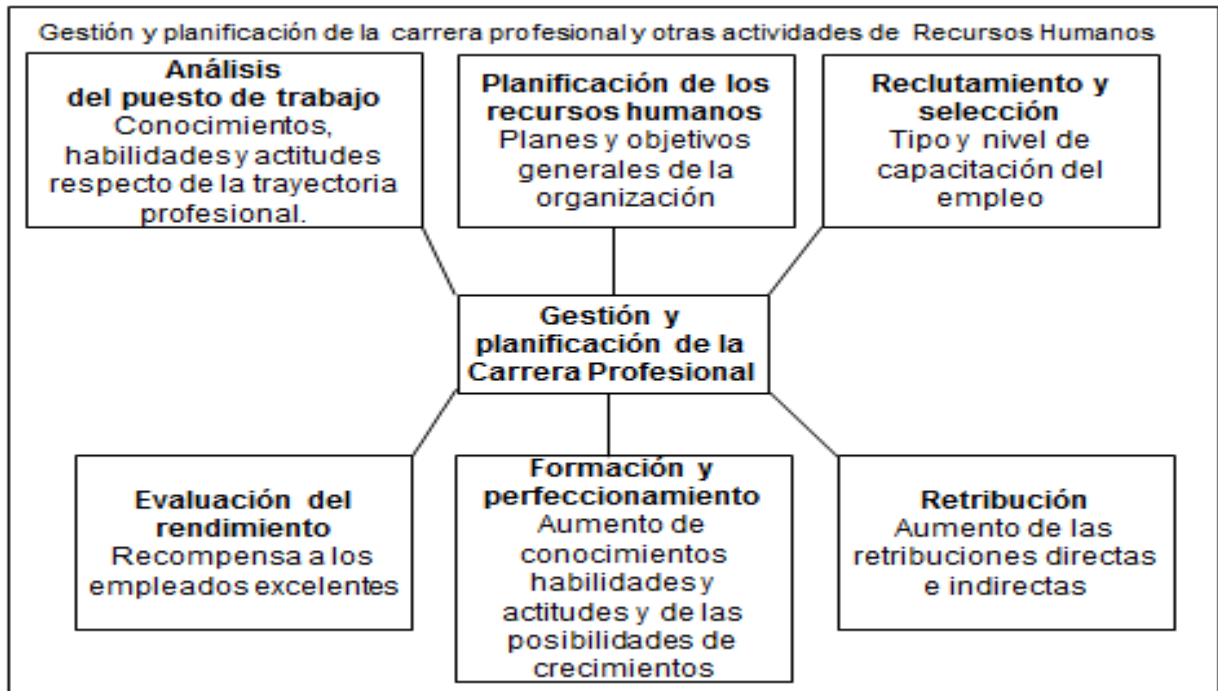 Gestión y planificación de la carrera profesional y otras actividades de Recursos Humanos
Análisis
del puesto de trabajo
Conocimientos,
habilidades y actitudes
respecto de la trayectoria
profesional.
Planificación de los
recursos humanos
Planes y objetivos
generales de la
organización
Reclutamiento y
selección
Tipo y nivel de
capacitación del
empleo
Gestión y
planificación de la
Carrera Profesional
Evaluación del
rendimiento
Recompensa a los
empleados excelentes
Formación y
perfeccionamiento
Aumento de
conocimientos
habilidades y
actitudes y de las
posibilidades de
crecimientos
Retribución
Aumento de las
retribuciones directas
e indirectas